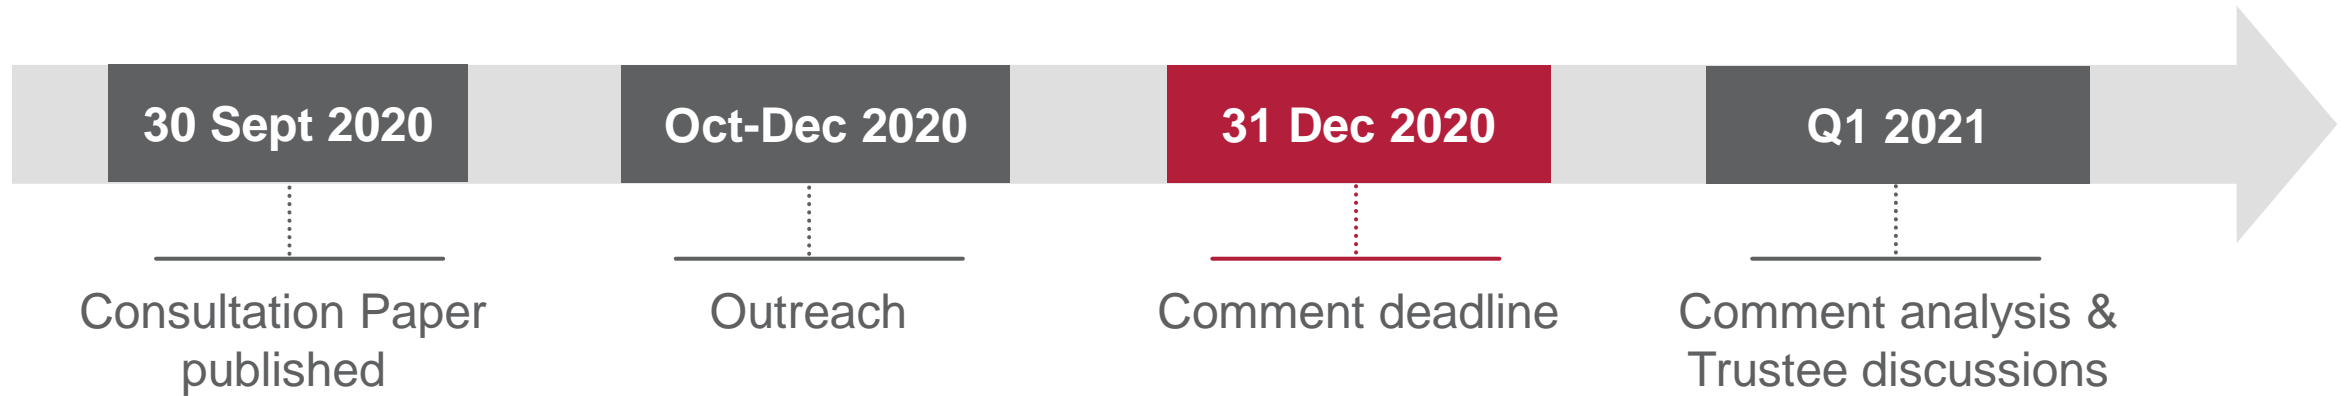 30 Sept 2020
Oct-Dec 2020
31 Dec 2020
Q1 2021
Consultation Paper
published
Outreach
Comment deadline
Comment analysis &
Trustee discussions